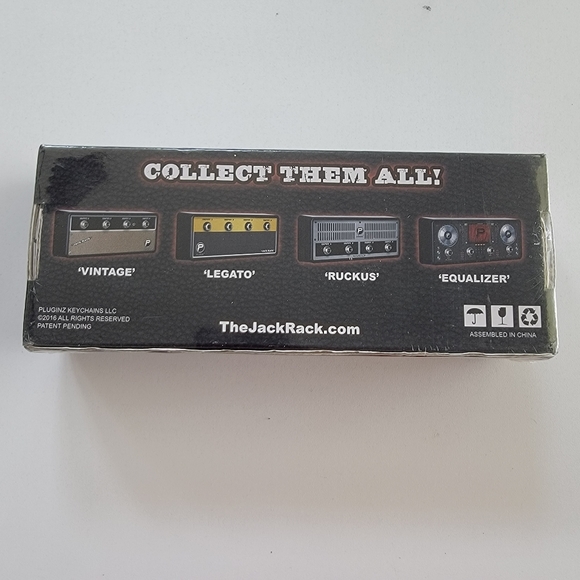 COLLECT THEM ALL!
'VINTAGE' 'LEGATO' 'RUCKUS' 'EQUALIZER'
PLUGINZ KEYCHAINS LLC
©2016 ALL RIGHTS RESERVED
PATENT PENDING
TheJackRack.com
ASSEMBLED IN CHINA